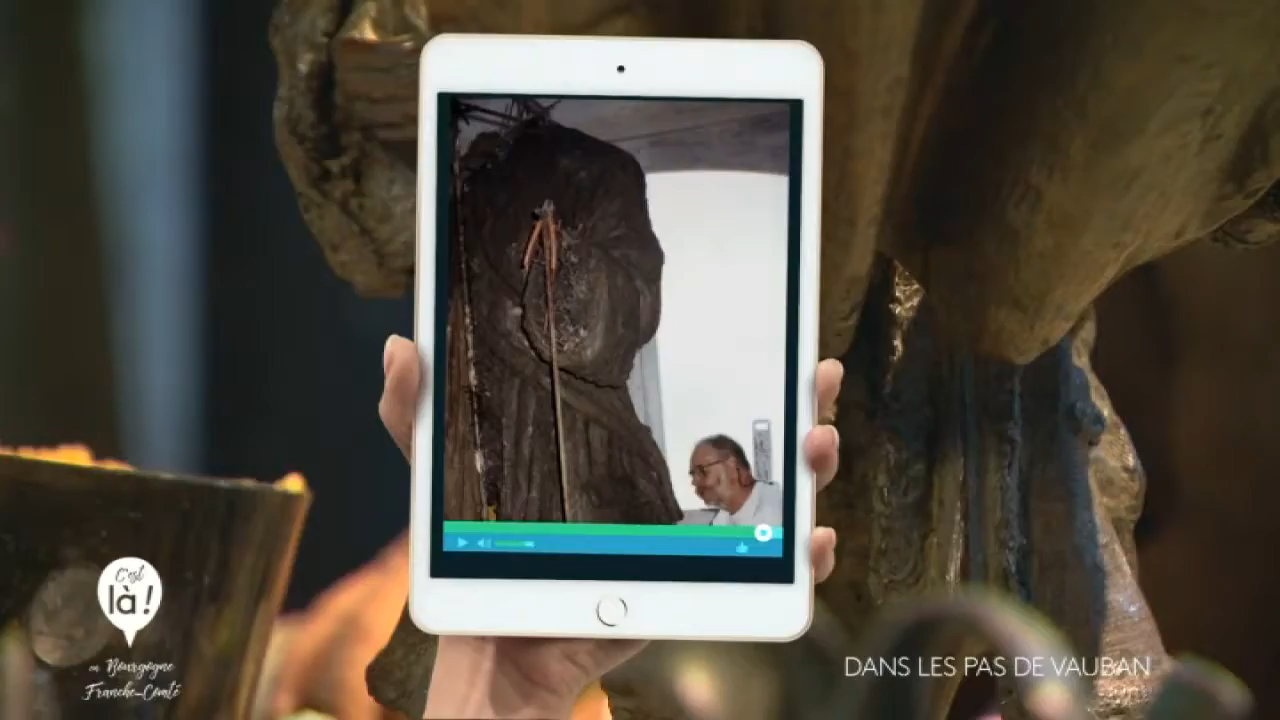 C'est
là !
en Bourgogne
Franche-Comté
DANS LES PAS DE VAUBAN